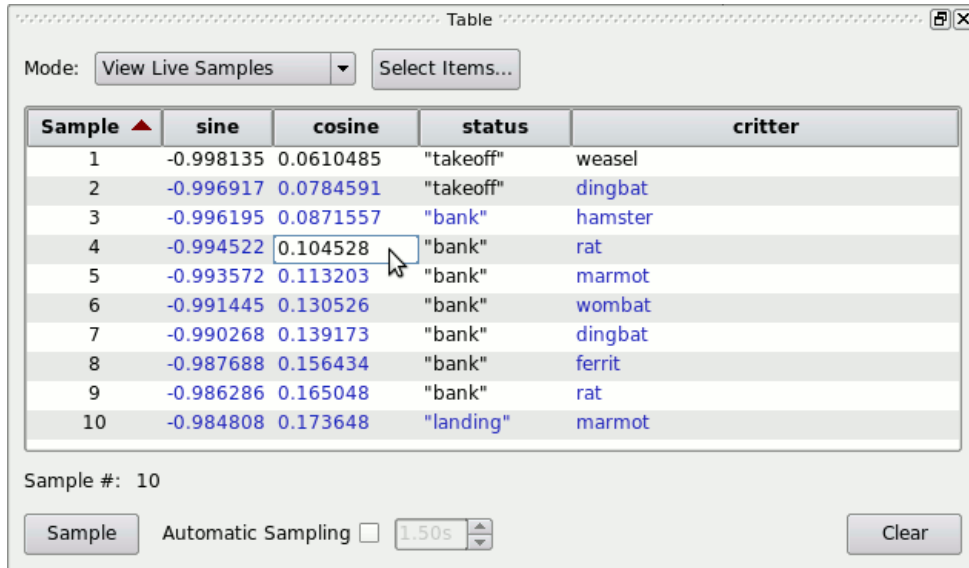 Table
Mode: View Live Samples Select Items...
Sample sine cosine status critter
1 -0.998135 0.0610485 "takeoff" weasel
2 -0.996917 0.0784591 "takeoff" dingbat
3 -0.996195 0.0871557 "bank" hamster
4 -0.994522 0.104528 "bank" rat
5 -0.993572 0.113203 "bank" marmot
6 -0.991445 0.130526 "bank" wombat
7 -0.990268 0.139173 "bank" dingbat
8 -0.987688 0.156434 "bank" ferrit
9 -0.986286 0.165048 "bank" rat
10 -0.984808 0.173648 "landing" marmot
Sample #: 10
Sample Automatic Sampling 1.50s Clear